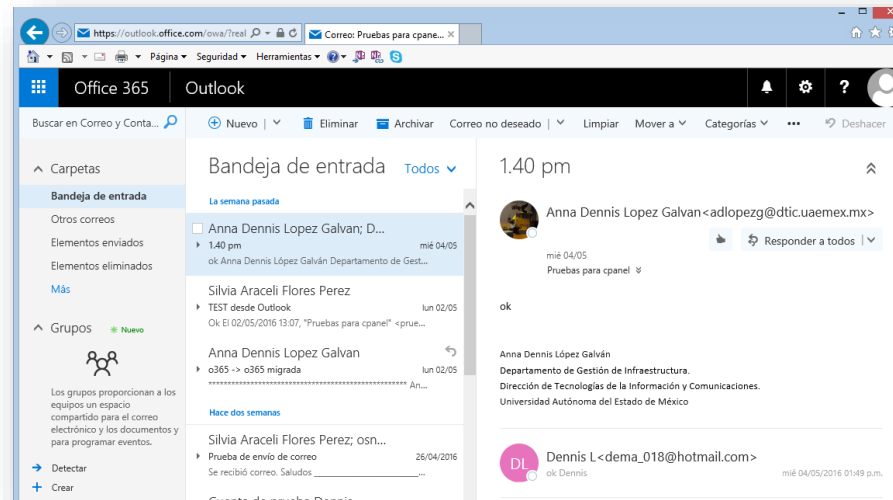 https://outlook.office.com/owa/?real
Correo: Pruebas para cpane...
Página
Seguridad
Herramientas
Office 365
Outlook
?
Buscar en Correo y Conta...
Nuevo
Eliminar
Archivar
Correo no deseado
Limpiar
Mover a
Categorías
Deshacer
Carpetas
Bandeja de entrada
Otros correos
Elementos enviados
Elementos eliminados
Más
Grupos
Nuevo
Los grupos proporcionan a los
equipos un espacio
compartido para el correo
electrónico y los documentos y
para programar eventos.
Detectar
+ Crear
Bandeja de entrada
Todos
La semana pasada
Anna Dennis Lopez Galvan; D...
1.40 pm
mié 04/05
ok Anna Dennis López Galván Departamento de Gest...
Silvia Araceli Flores Perez
TEST desde Outlook
lun 02/05
Ok El 02/05/2016 13:07, "Pruebas para cpanel" <prue...
Anna Dennis Lopez Galvan
o365 -> o365 migrada
lun 02/05
************************************************** An...
Hace dos semanas
Silvia Araceli Flores Perez; osn...
Prueba de envío de correo
26/04/2016
Se recibió correo. Saludos ______________________...
1.40 pm
Anna Dennis Lopez Galvan<adlopezg@dtic.uaemex.mx>
Responder a todos
mié 04/05
Pruebas para cpanel
ok
Anna Dennis López Galván
Departamento de Gestión de Infraestructura.
Dirección de Tecnologías de la Información y Comunicaciones.
Universidad Autónoma del Estado de México
DL
Dennis L<dema_018@hotmail.com>
ok Dennis
mié 04/05/2016 01:49 p.m.